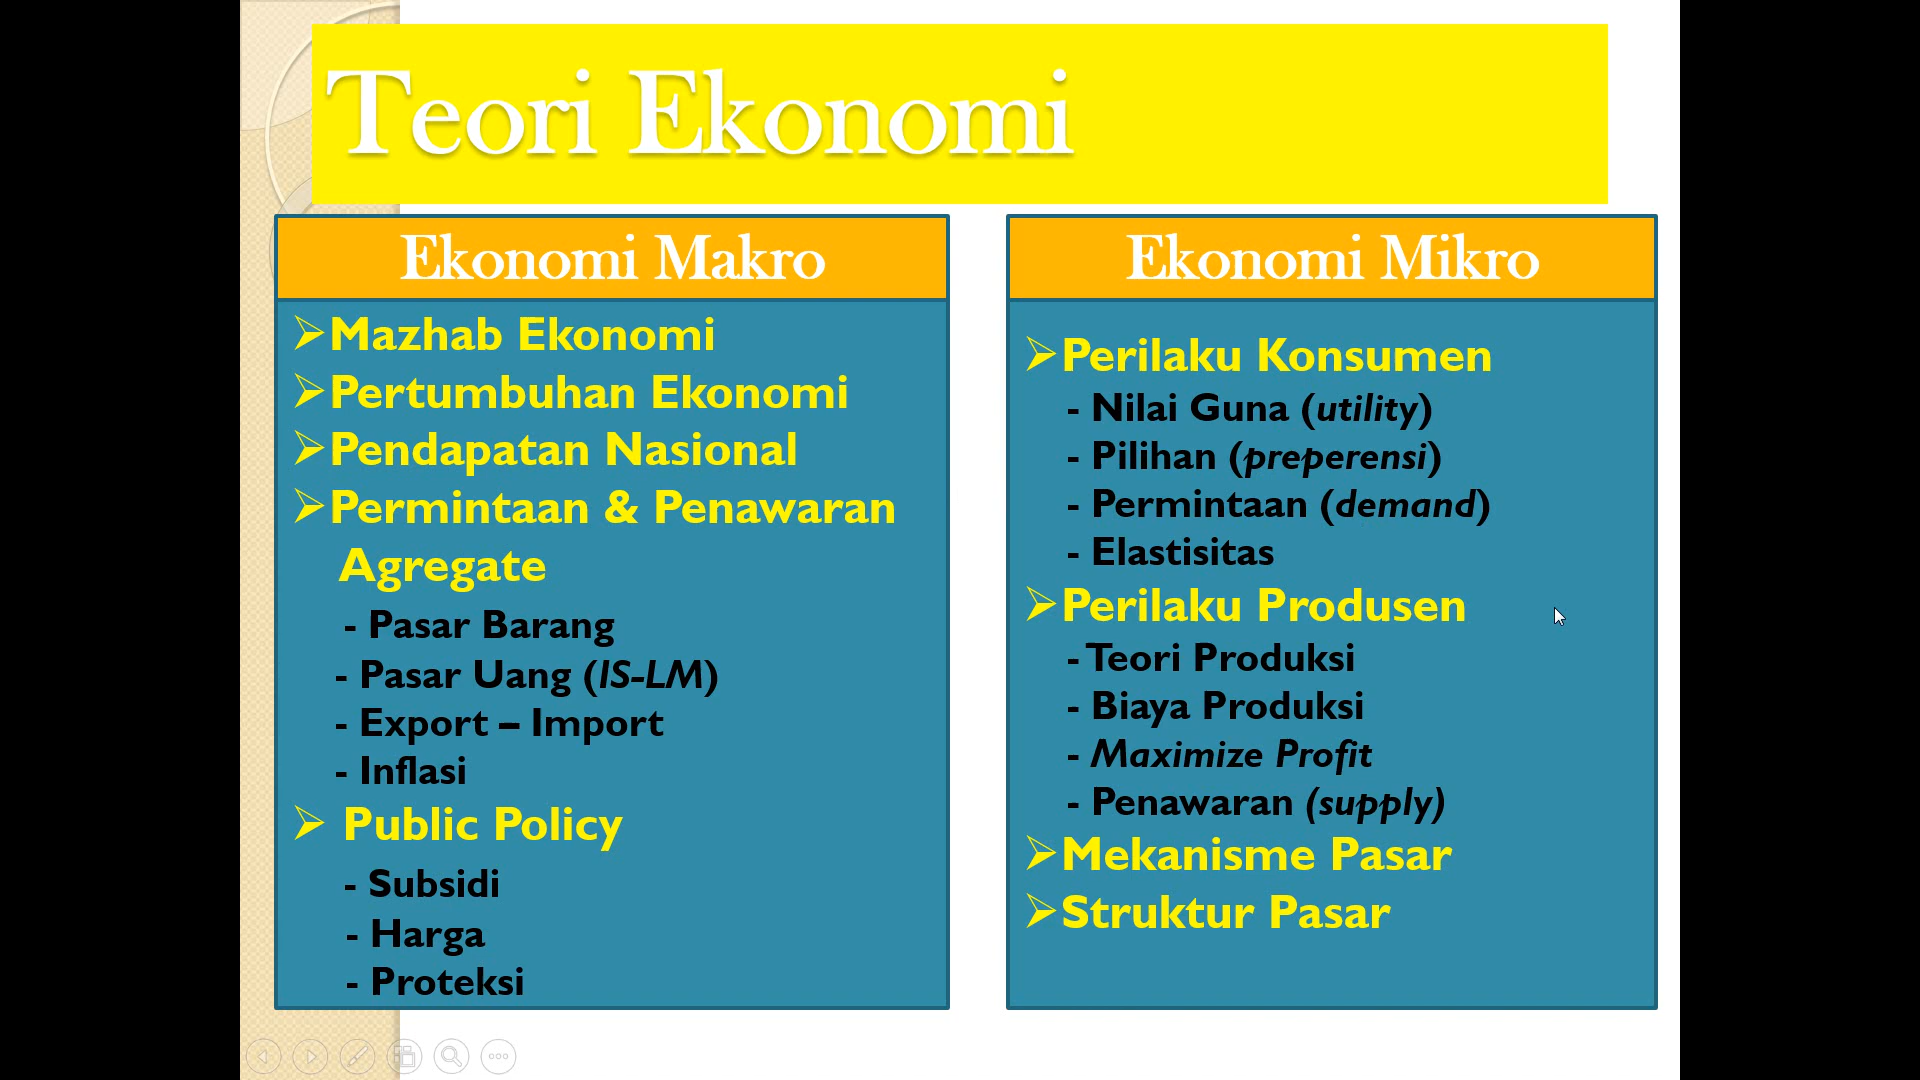 Teori Ekonomi
Ekonomi Makro
➢Mazhab Ekonomi
➢Pertumbuhan Ekonomi
➢Pendapatan Nasional
➢Permintaan & Penawaran
Agregate
- Pasar Barang
- Pasar Uang (IS-LM)
- Export – Import
- Inflasi
➢ Public Policy
- Subsidi
- Harga
- Proteksi
Ekonomi Mikro
➢Perilaku Konsumen
- Nilai Guna (utility)
- Pilihan (preperensi)
- Permintaan (demand)
- Elastisitas
➢Perilaku Produsen
- Teori Produksi
- Biaya Produksi
- Maximize Profit
- Penawaran (supply)
➢Mekanisme Pasar
➢Struktur Pasar